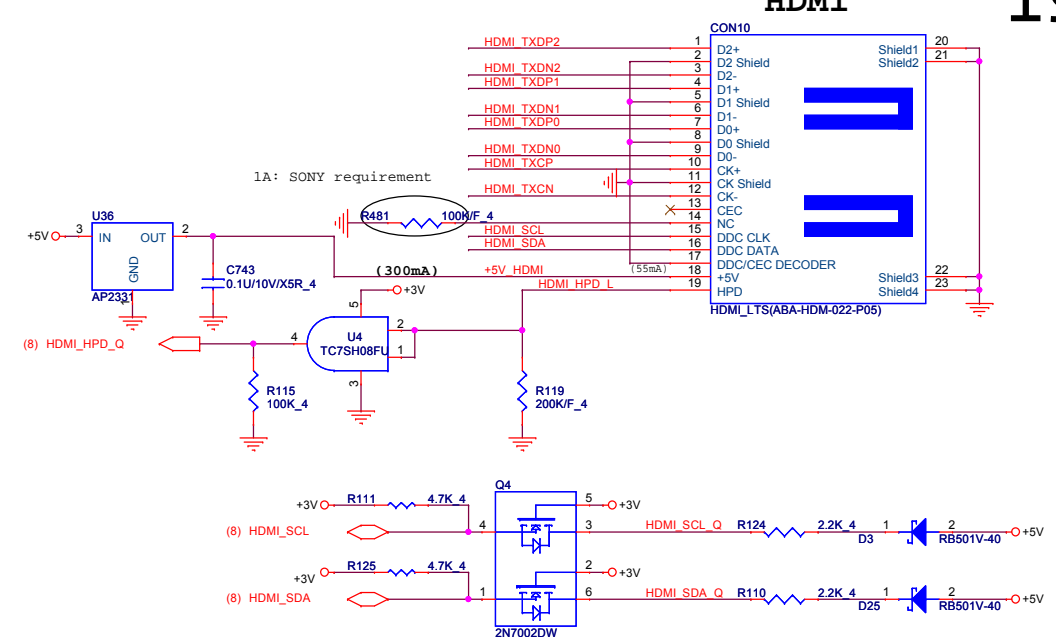 HDMI
CON10
HDMI_TXDP2 1 D2+ Shield1 20
2 D2 Shield Shield2 21
HDMI_TXDN2 3 D2-
HDMI_TXDP1 4 D1+
5 D1 Shield
HDMI_TXDN1 6 D1-
HDMI_TXDP0 7 D0+
8 D0 Shield
HDMI_TXDN0 9 D0-
HDMI_TXCP 10 CK+
11 CK Shield
HDMI_TXCN 12 CK-
13 CEC
14 NC
HDMI_SCL 15 DDC CLK
HDMI_SDA 16 DDC DATA
17 DDC/CEC DECODER
(300mA) +5V_HDMI (55mA) 18 +5V Shield3 22
HDMI_HPD_L 19 HPD Shield4 23
HDMI_LTS(ABA-HDM-022-P05)
1A: SONY requirement
R481 100K/F_4
U36
+5V 3 IN OUT 2
GND
1
AP2331
C743
0.1U/10V/X5R_4
+3V
5
2
U4
(8) HDMI_HPD_Q 4 TC7SH08FU 1
3
R115
100K_4
R119
200K/F_4
Q4
+3V R111 4.7K_4 5 +3V
(8) HDMI_SCL 4 3 HDMI_SCL_Q R124 2.2K_4 1 2 +5V
D3 RB501V-40
+3V R125 4.7K_4 2 +3V
(8) HDMI_SDA 1 6 HDMI_SDA_Q R110 2.2K_4 1 2 +5V
D25 RB501V-40
2N7002DW